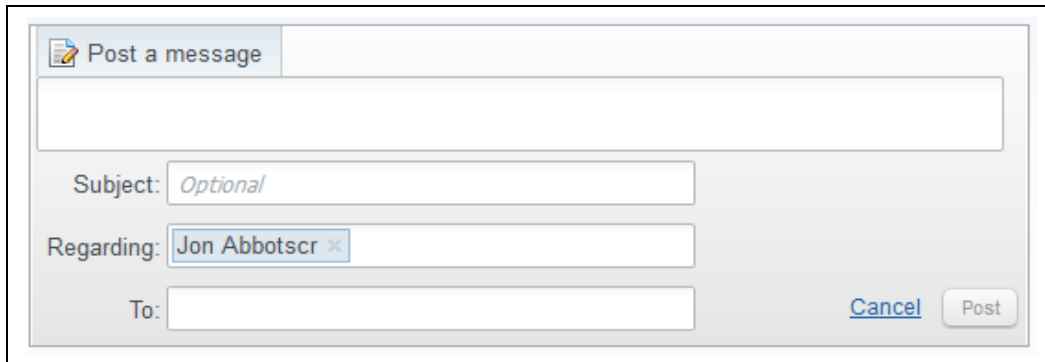 Post a message
Subject: Optional
Regarding: Jon Abbotscr ×
To:
Cancel Post